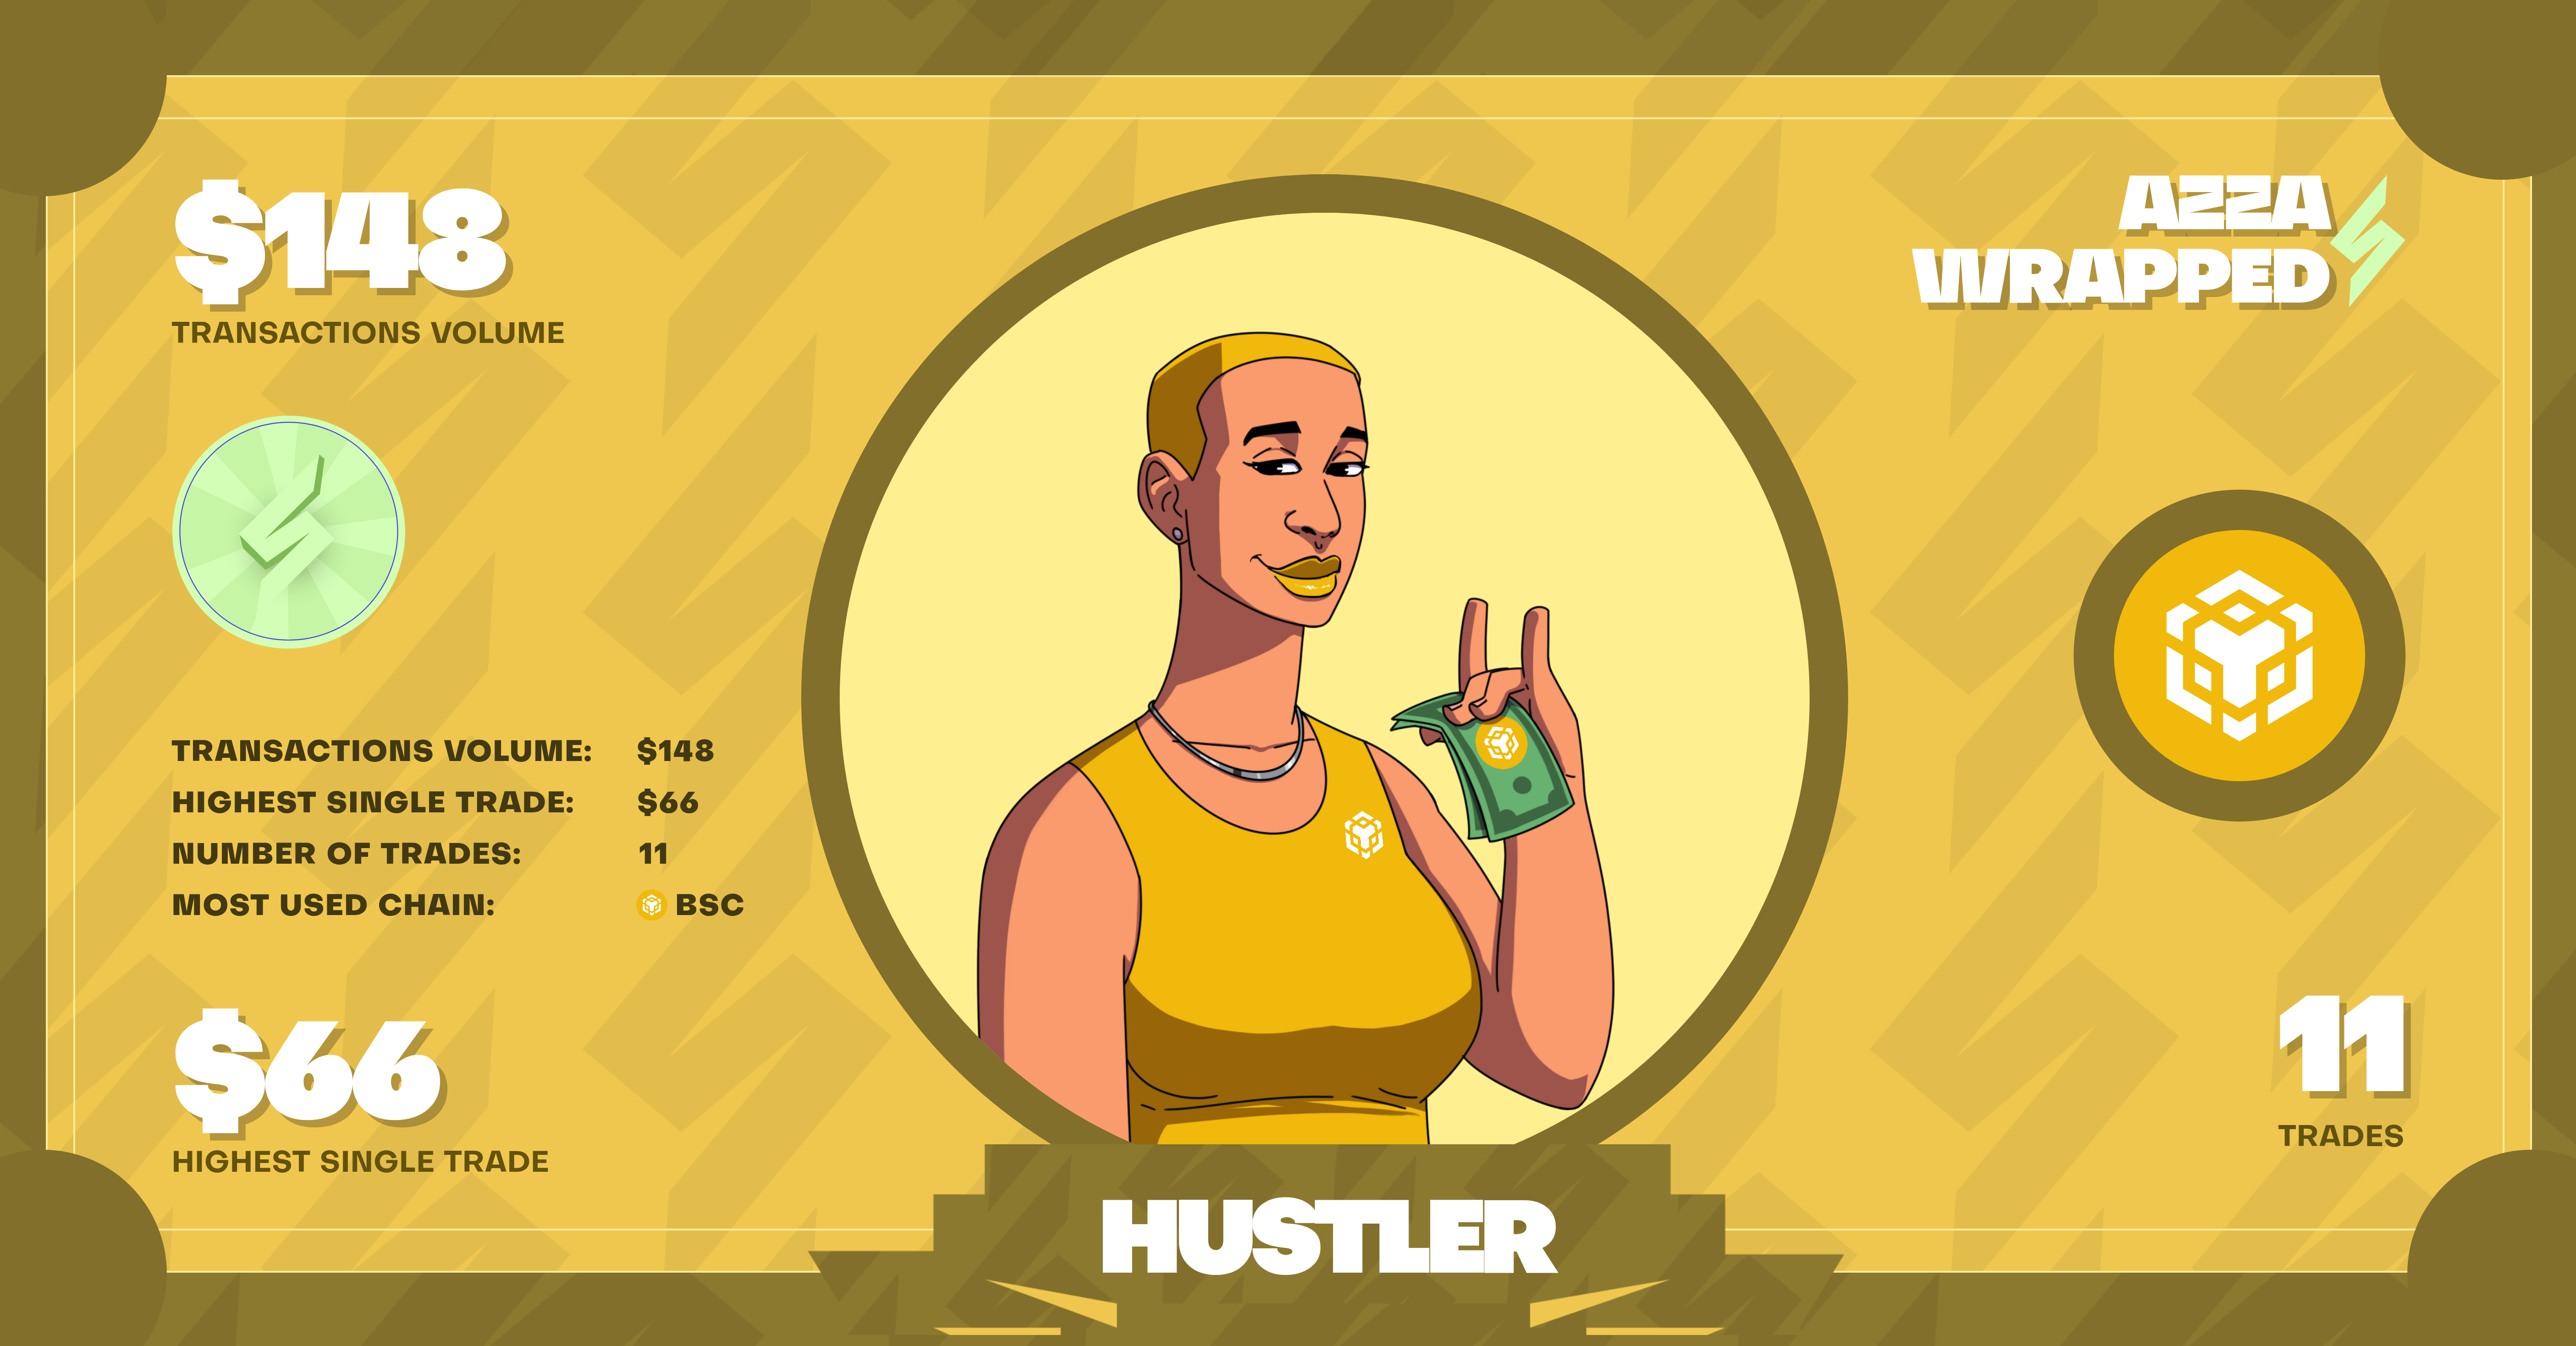 $148
TRANSACTIONS VOLUME
AZZA
WRAPPED
TRANSACTIONS VOLUME: $148
HIGHEST SINGLE TRADE: $66
NUMBER OF TRADES: 11
MOST USED CHAIN: BSC
$66
HIGHEST SINGLE TRADE
11
TRADES
HUSTLER